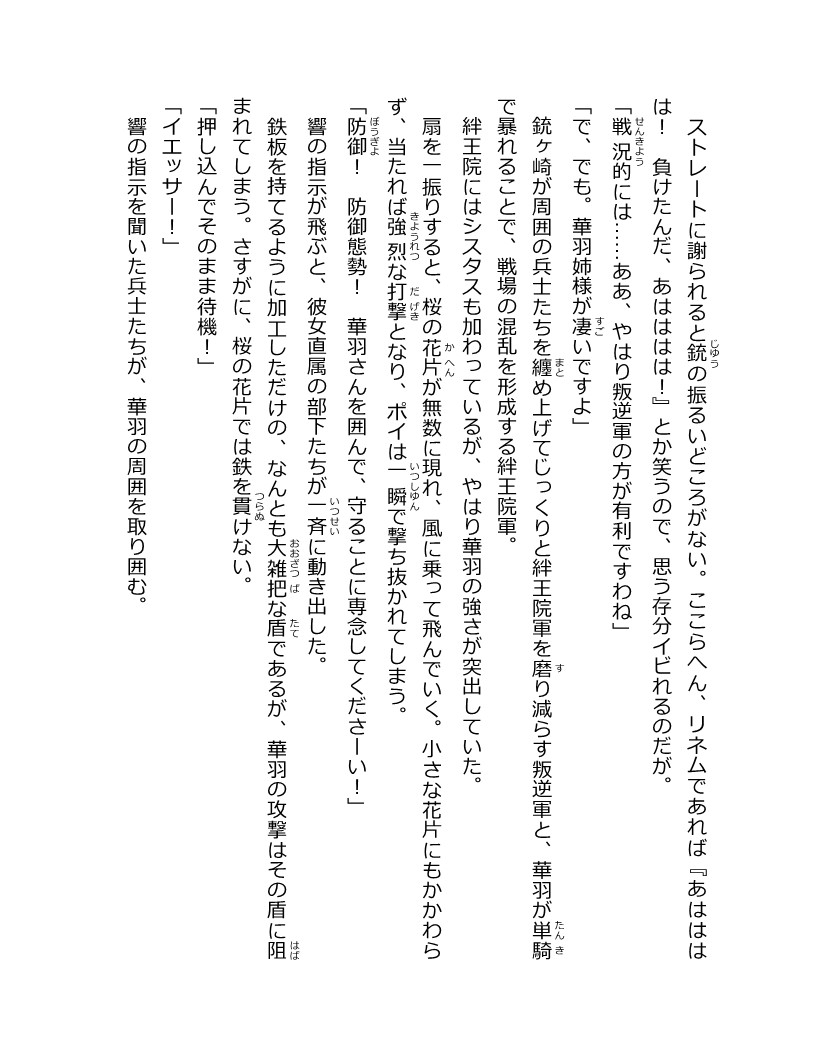 ストレートに謝られると銃の振るいどころがない。ここらへん、リネムであれば『あははは
は！　負けたんだ、あはははは！』とか笑うので、思う存分イビれるのだが。
「戦況的には……ああ、やはり叛逆軍の方が有利ですわね」
「で、でも。華羽姉様が凄いですよ」
　銃ヶ崎が周囲の兵士たちを纏め上げてじっくりと絆王院軍を磨り減らす叛逆軍と、華羽が単騎
で暴れることで、戦場の混乱を形成する絆王院軍。
　絆王院にはシスタスも加わっているが、やはり華羽の強さが突出していた。
　扇を一振りすると、桜の花片が無数に現れ、風に乗って飛んでいく。小さな花片にもかかわら
ず、当たれば強烈な打撃となり、ポイは一瞬で撃ち抜かれてしまう。
「防御！　防御態勢！　華羽さんを囲んで、守ることに専念してくださーい！」
　響の指示が飛ぶと、彼女直属の部下たちが一斉に動き出した。
　鉄板を持てるように加工しただけの、なんとも大雑把な盾であるが、華羽の攻撃はその盾に阻
まれてしまう。さすがに、桜の花片では鉄を貫けない。
「押し込んでそのまま待機！」
「イエッサー！」
　響の指示を聞いた兵士たちが、華羽の周囲を取り囲む。